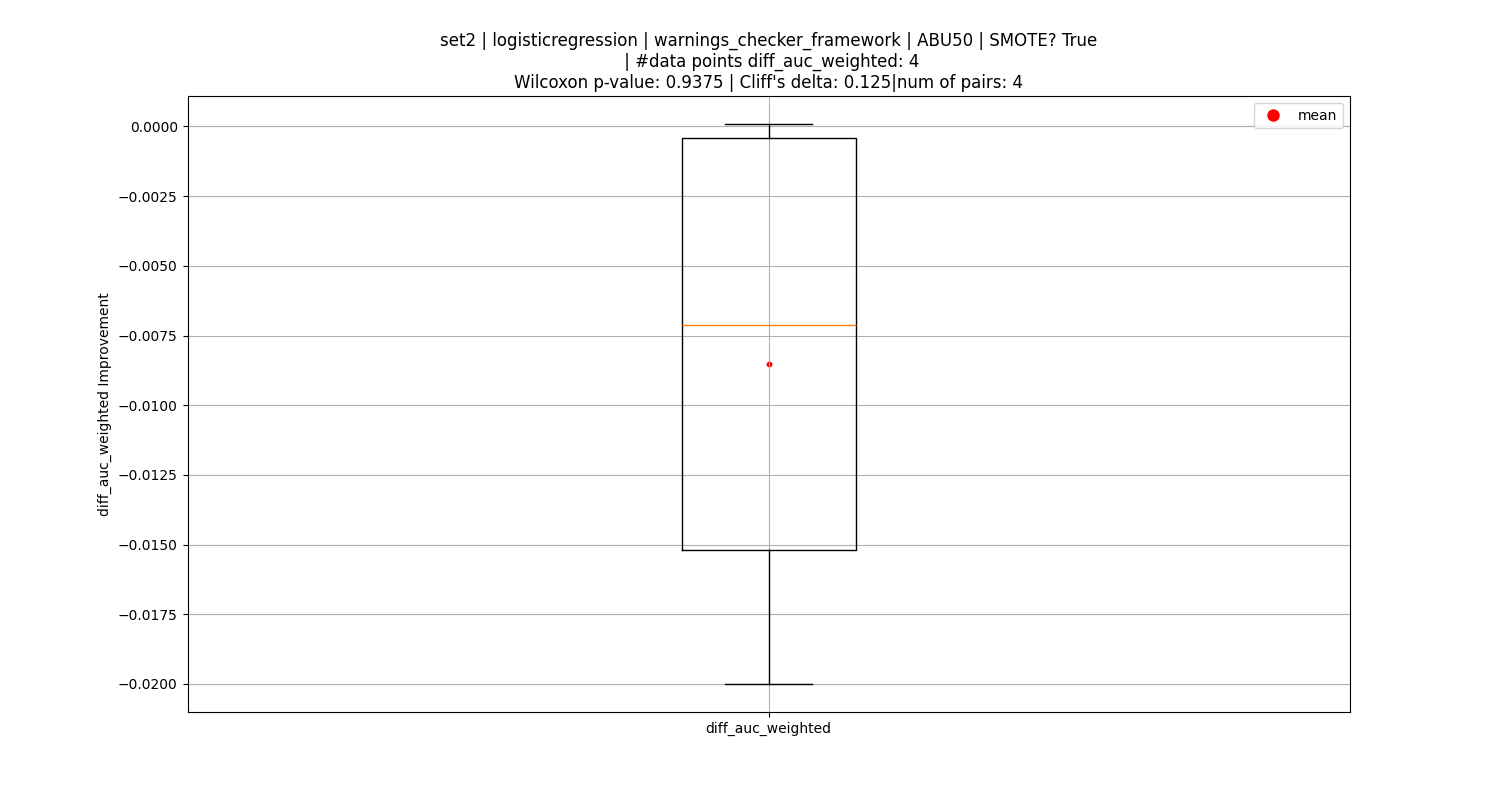 set2 | logisticregression | warnings_checker_framework | ABU50 | SMOTE? True
| #data points diff_auc_weighted: 4
Wilcoxon p-value: 0.9375 | Cliff's delta: 0.125|num of pairs: 4
mean
0.0000
−0.0025
−0.0050
−0.0075
−0.0100
−0.0125
−0.0150
−0.0175
−0.0200
diff_auc_weighted Improvement
diff_auc_weighted